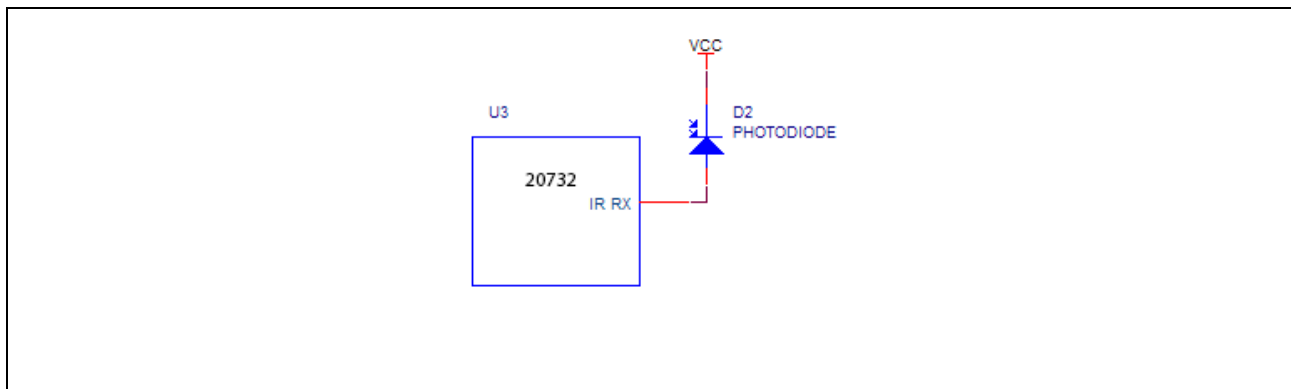 VCC
U3
D2
PHOTODIODE
20732
IR RX